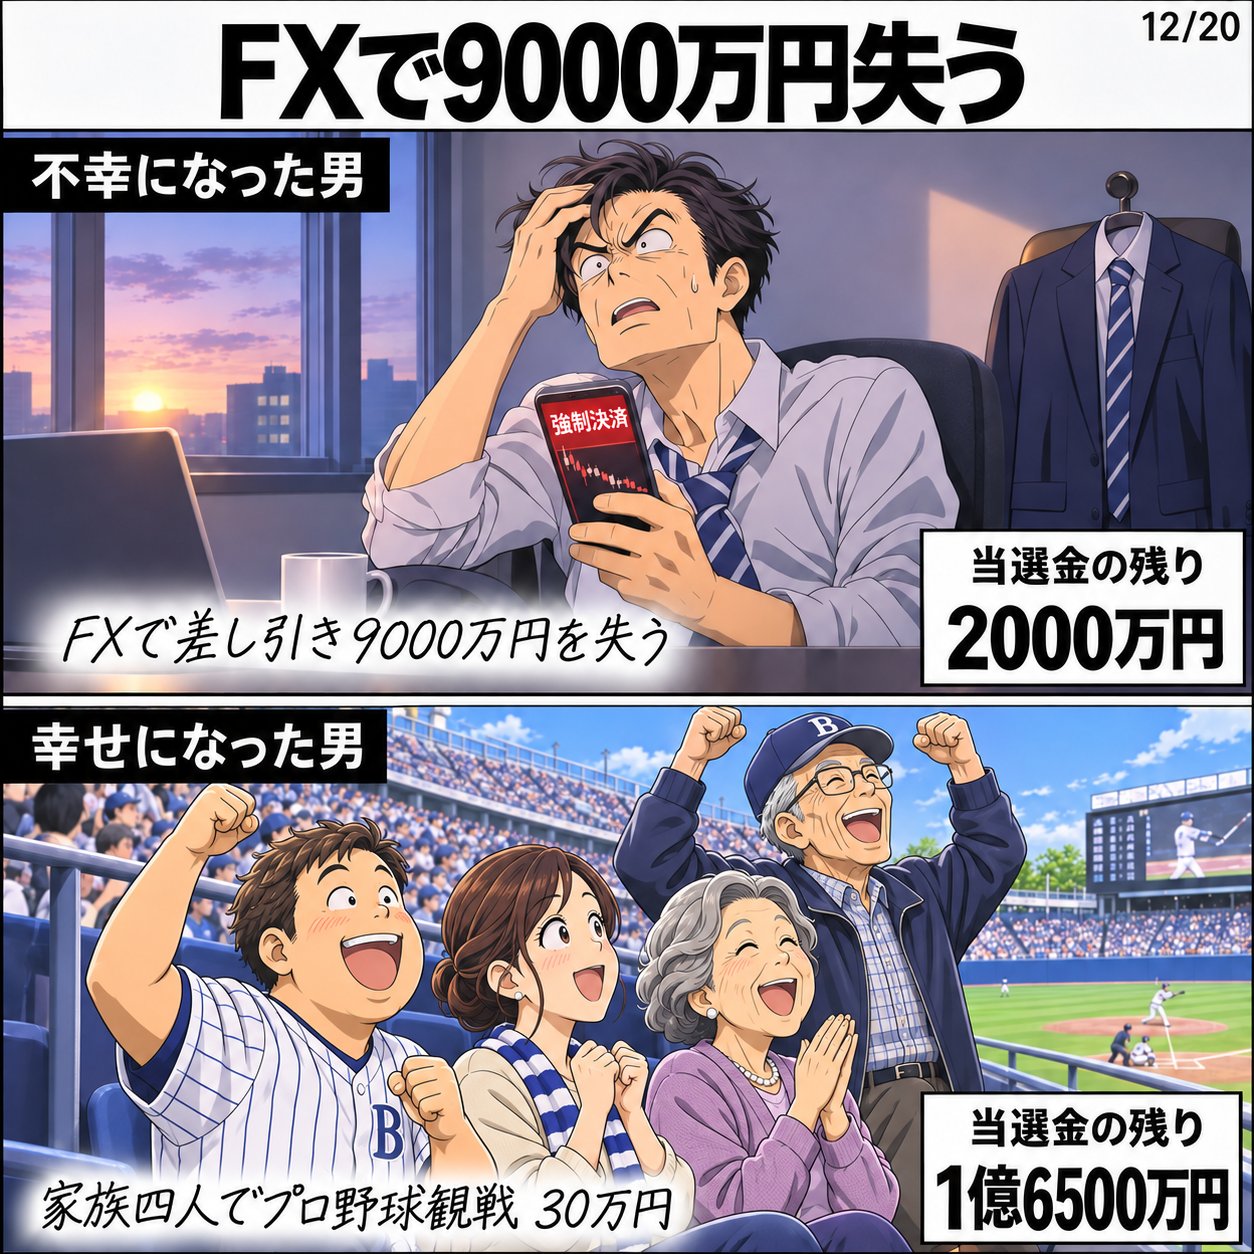 12/20
FXで9000万円失う
不幸になった男
強制決済
FXで差し引き9000万円を失う
当選金の残り
2000万円
幸せになった男
B
B
家族四人でプロ野球観戦 30万円
当選金の残り
1億6500万円